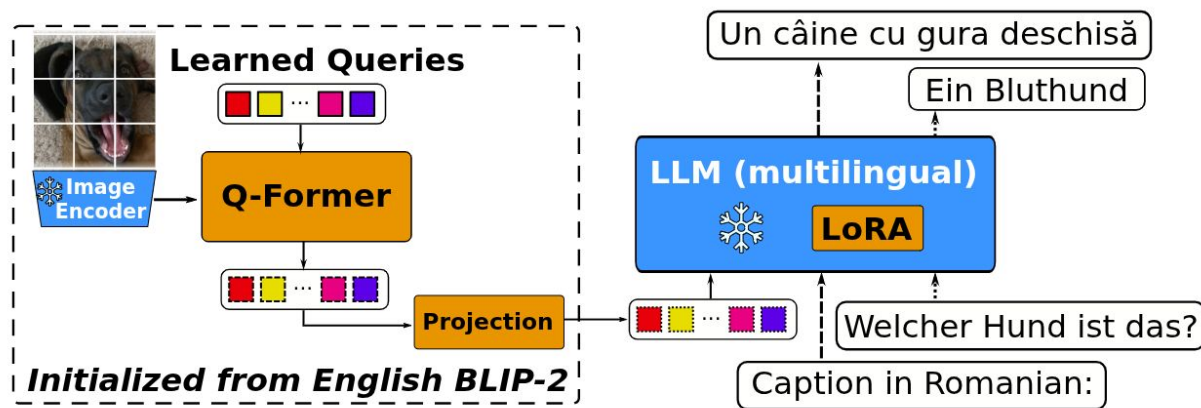 Learned Queries
...
Image
Encoder
Q-Former
...
Projection
Initialized from English BLIP-2
Un câine cu gura deschisă
Ein Bluthund
LLM (multilingual)
LoRA
...
Welcher Hund ist das?
Caption in Romanian: